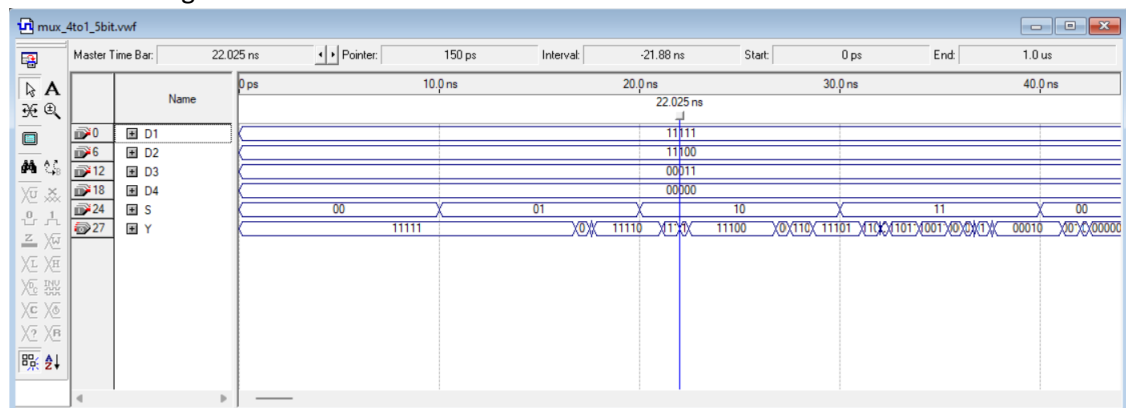 mux_4to1_5bit.vwf
Master Time Bar: 22.025 ns Pointer: 150 ps Interval: -21.88 ns Start: 0 ps End: 1.0 us
Name
0 ps 10.0 ns 20.0 ns 30.0 ns 40.0 ns
22.025 ns
0 D1 11111
6 D2 11100
12 D3 00011
18 D4 00000
24 S 00 01 10 11 00
27 Y 11111 11110 11100 11101 00010 00000